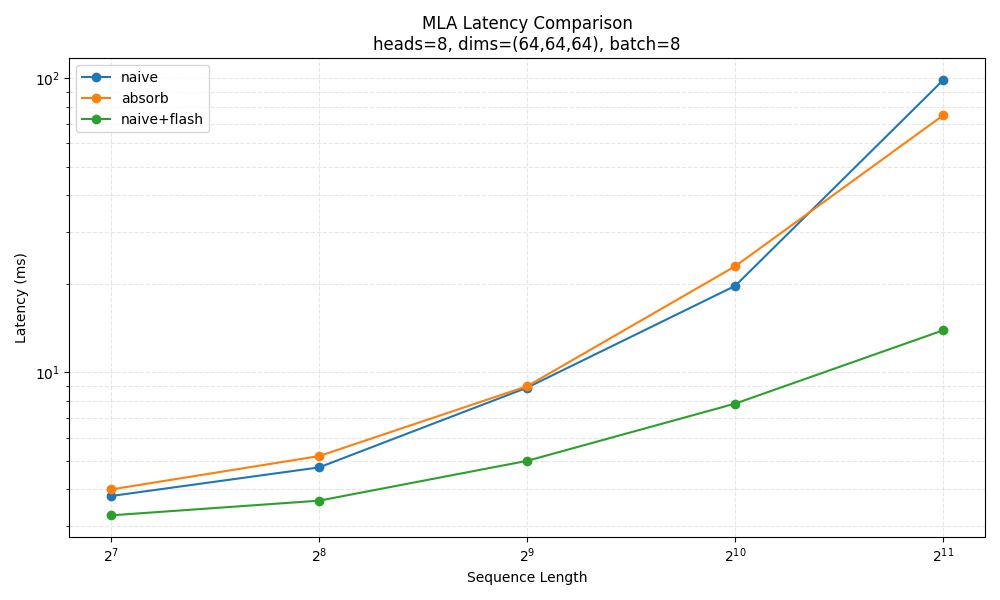 MLA Latency Comparison
heads=8, dims=(64,64,64), batch=8
naive
absorb
naive+flash
10²
10¹
Latency (ms)
2⁷ 2⁸ 2⁹ 2¹⁰ 2¹¹
Sequence Length